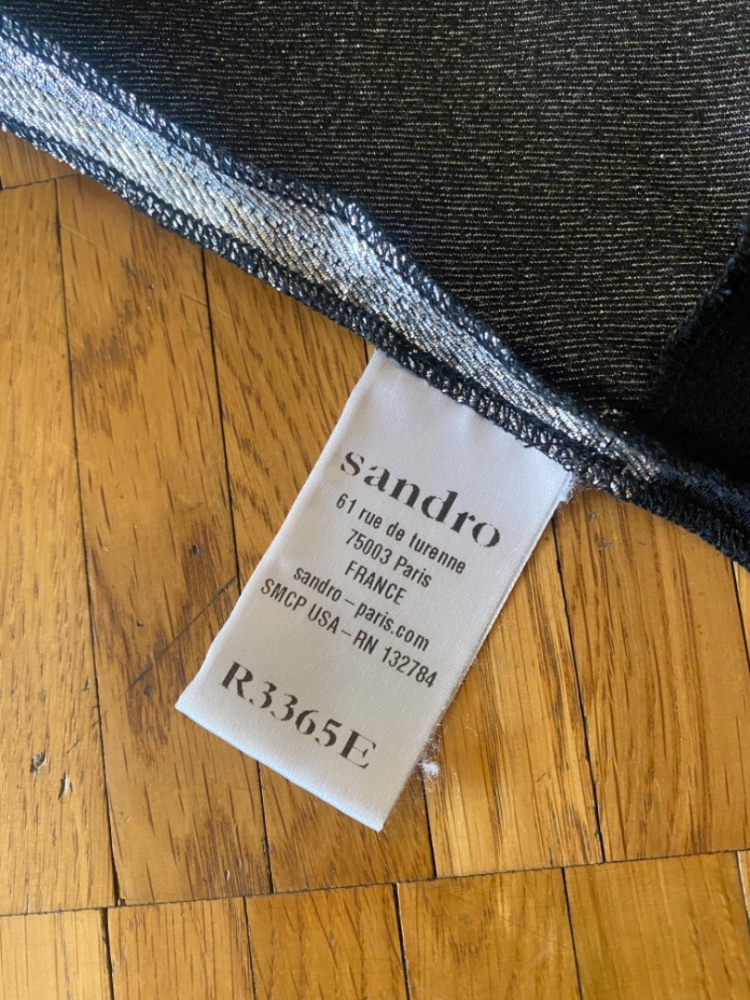 sandro
61 rue de turenne
75003 Paris
FRANCE
sandro-paris.com
SMCP USA-RN 132784
R3365E